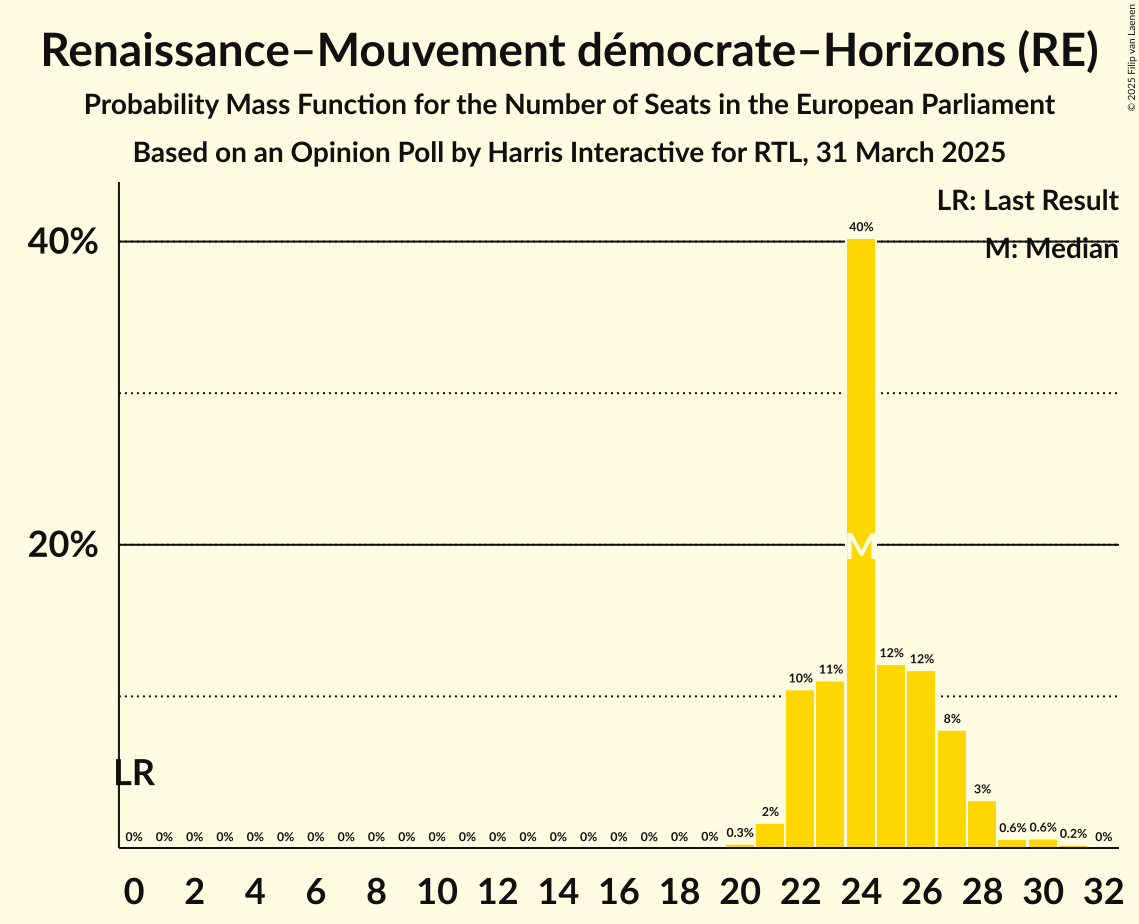 Renaissance–Mouvement démocrate–Horizons (RE)
Probability Mass Function for the Number of Seats in the European Parliament
Based on an Opinion Poll by Harris Interactive for RTL, 31 March 2025
© 2025 Filip van Laenen
LR: Last Result
M: Median
40%
20%
40%
M
12%
12%
11%
10%
8%
3%
2%
LR
0% 0% 0% 0% 0% 0% 0% 0% 0% 0% 0% 0% 0% 0% 0% 0% 0% 0% 0% 0% 0.3% 0.6% 0.6% 0.2% 0%
0 2 4 6 8 10 12 14 16 18 20 22 24 26 28 30 32